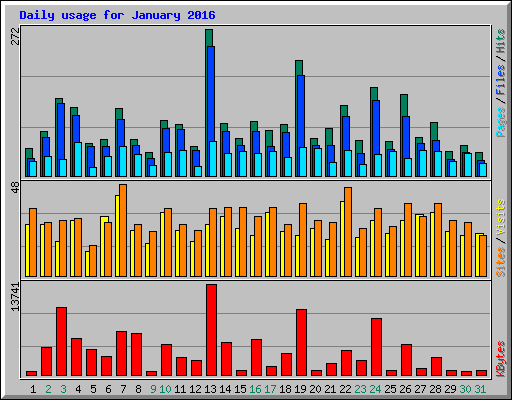 Daily usage for January 2016
272
Pages / Files / Hits
48
Sites / Visits
13741
KBytes
1 2 3 4 5 6 7 8 9 10 11 12 13 14 15 16 17 18 19 20 21 22 23 24 25 26 27 28 29 30 31